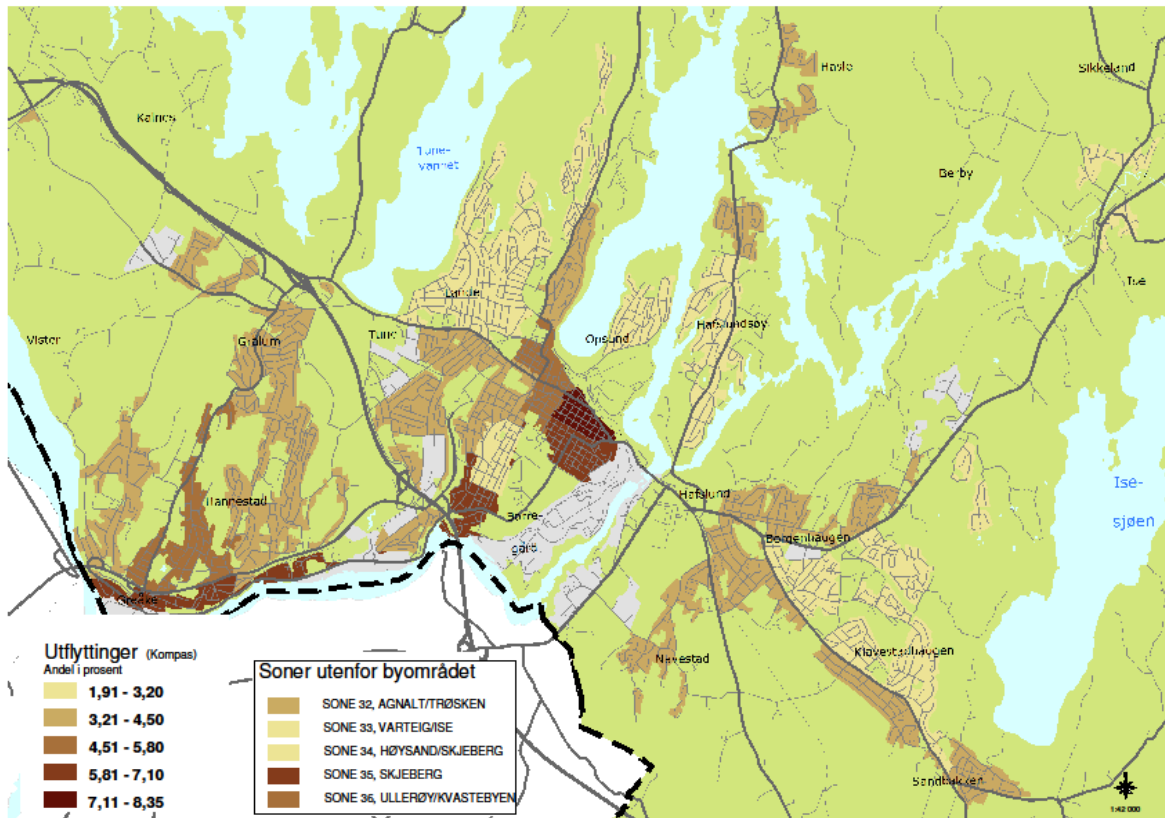 Havle
Sikkeland
Kalnes
Tune-
vannet
Berby
Ise
Lande
Vister
Grålum
Tune
Opsund
Hafslundsøy
Ise-
sjøen
Hannestad
Hafslund
Borre-
gård
Borgenhaugen
Greåke
Navestad
Klavestadhaugen
Sandbakken
Utflyttinger (Kompas)
Andel i prosent
1,91 - 3,20
3,21 - 4,50
4,51 - 5,80
5,81 - 7,10
7,11 - 8,35
Soner utenfor byområdet
SONE 32, AGNALT/TRØSKEN
SONE 33, VARTEIG/ISE
SONE 34, HØYSAND/SKJEBERG
SONE 35, SKJEBERG
SONE 36, ULLERØY/KVASTEBYEN
1:42 000